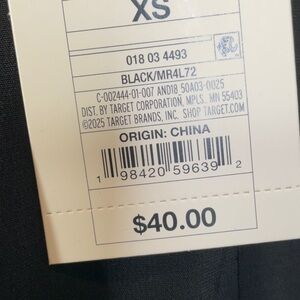 XS
018 03 4493
BLACK/MR4L72
C-002444-01-007 AND18 50A03-0025
DIST. BY TARGET CORPORATION, MPLS, MN 55403
©2025 TARGET BRANDS, INC. SHOP TARGET.COM
ORIGIN: CHINA
1 98420 59639 2
$40.00